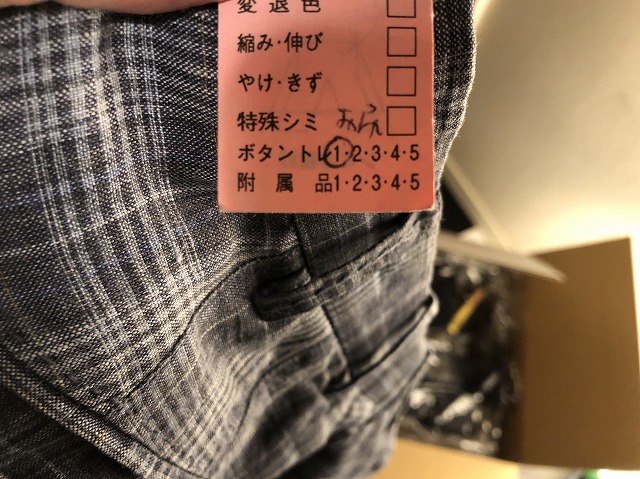 変退色
縮み・伸び
やけ・きず
特殊シミ
ボタントレ1・2・3・4・5
附属品1・2・3・4・5